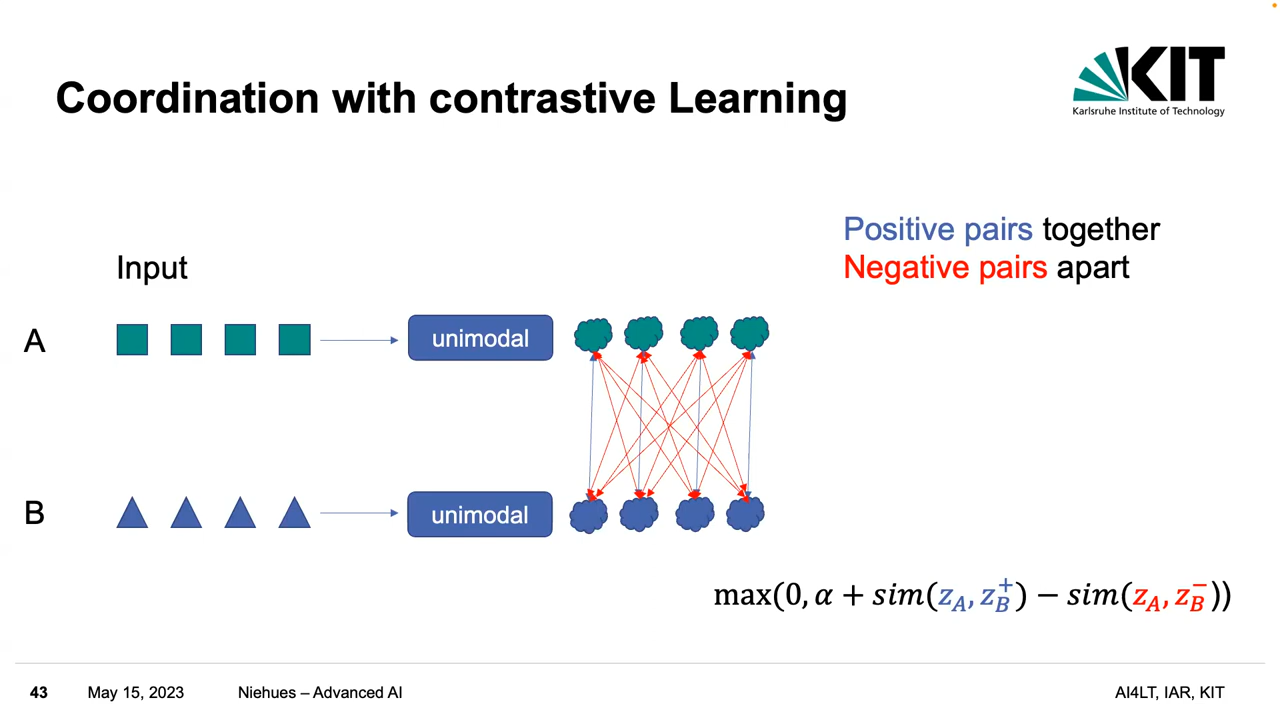 Coordination with contrastive Learning
KIT
Karlsruhe Institute of Technology
Positive pairs together
Negative pairs apart
Input
A
unimodal
B
unimodal
max(0, α + sim(z_A, z_B^+) − sim(z_A, z_B^−))
43 May 15, 2023 Niehues – Advanced AI AI4LT, IAR, KIT